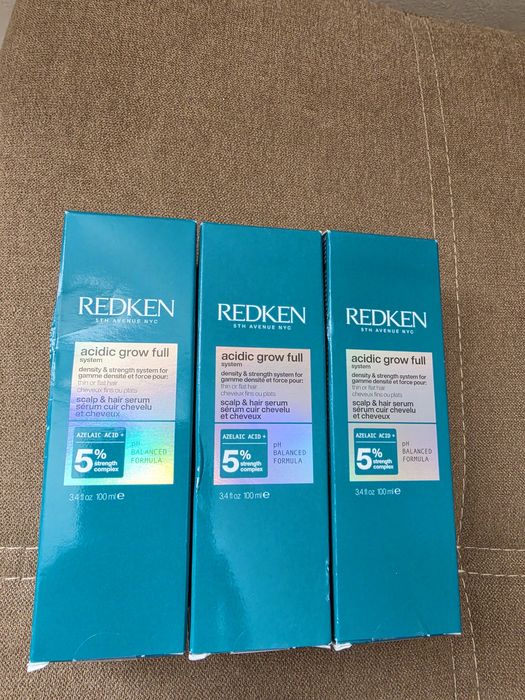 REDKEN
5TH AVENUE NYC
acidic grow full
system
density & strength system for
gamme densité et force pour:
thin or flat hair
cheveux fins ou plats
scalp & hair serum
sérum cuir chevelu
et cheveux
AZELAIC ACID +
5%
strength
complex
pH
BALANCED
FORMULA
3.4 fl oz 100 ml e
REDKEN
5TH AVENUE NYC
acidic grow full
system
density & strength system for
gamme densité et force pour:
thin or flat hair
cheveux fins ou plats
scalp & hair serum
sérum cuir chevelu
et cheveux
AZELAIC ACID +
5%
strength
complex
pH
BALANCED
FORMULA
3.4 fl oz 100 ml e
REDKEN
5TH AVENUE NYC
acidic grow full
system
density & strength system for
gamme densité et force pour:
thin or flat hair
cheveux fins ou plats
scalp & hair serum
sérum cuir chevelu
et cheveux
AZELAIC ACID +
5%
strength
complex
pH
BALANCED
FORMULA
3.4 fl oz 100 ml e